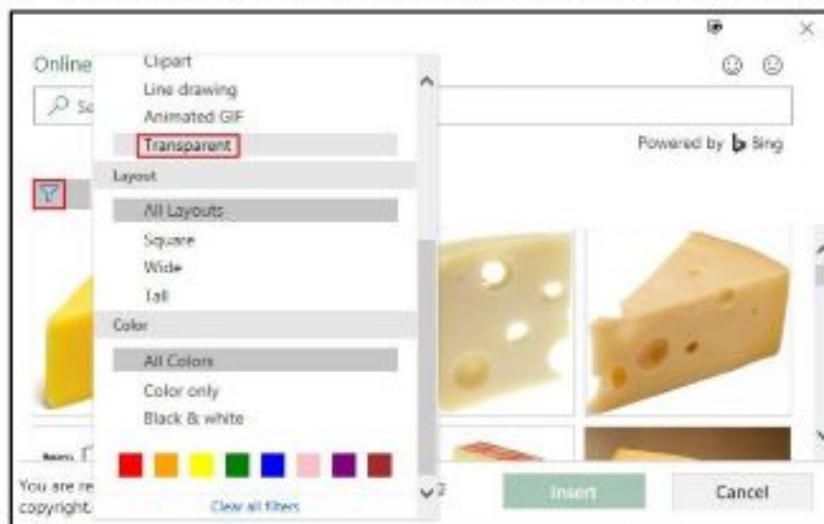 Online
Clipart
Line drawing
Animated GIF
Transparent
Powered by Bing
Layout
All Layouts
Square
Wide
Tall
Color
All Colors
Color only
Black & white
You are re
copyright.
Clear all filters
Insert
Cancel